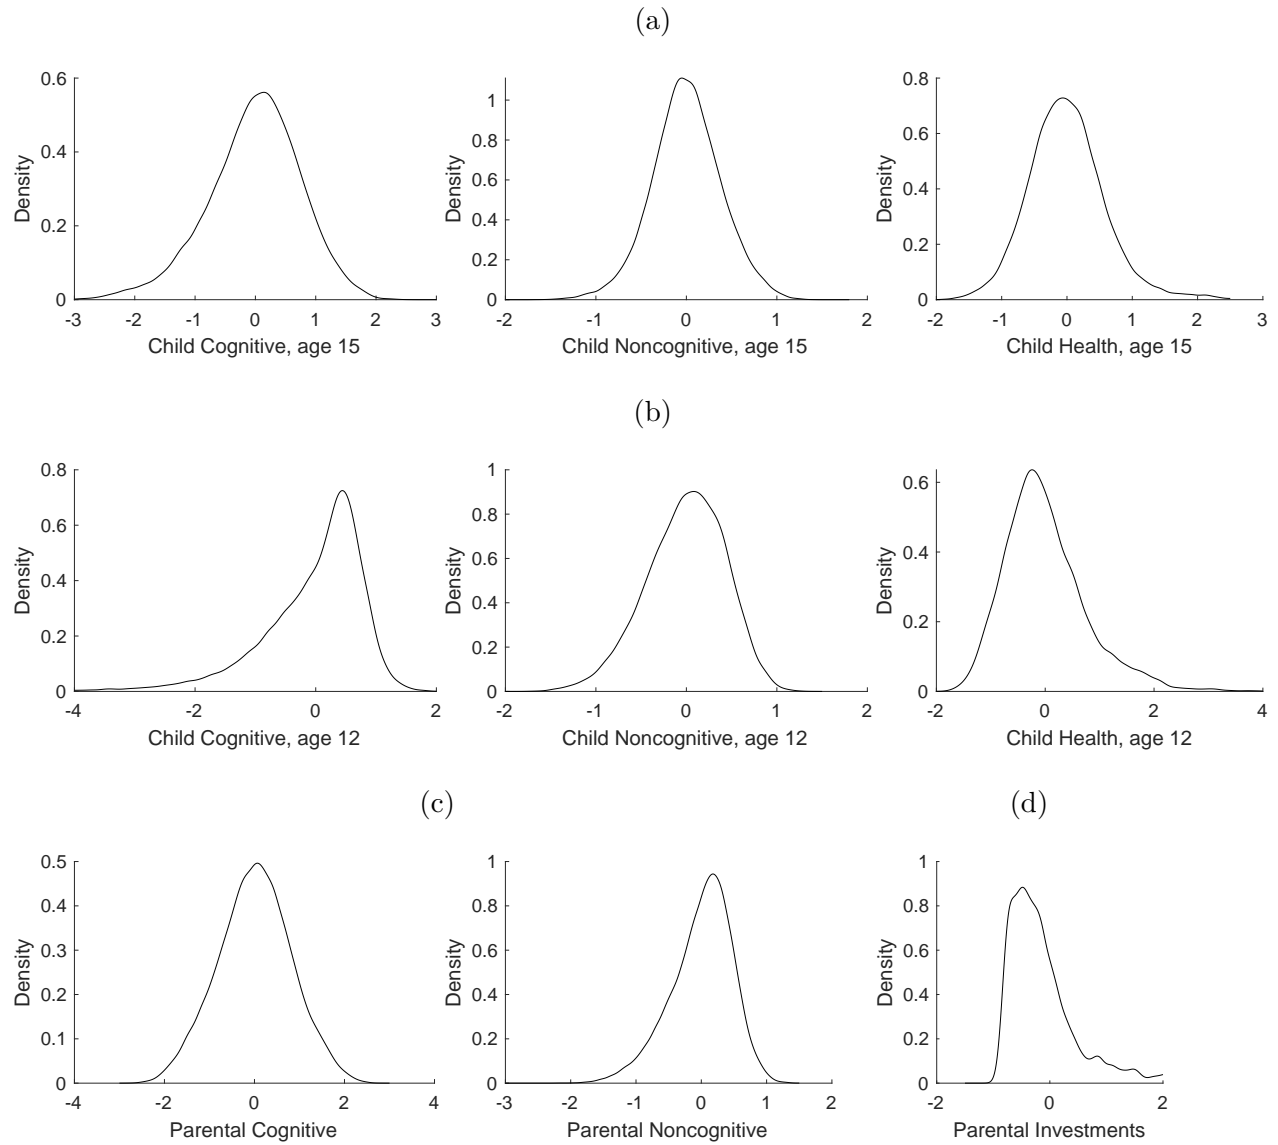 (a)
0.6
0.4
0.2
0
Density
-3 -2 -1 0 1 2 3
Child Cognitive, age 15
1
0.8
0.6
0.4
0.2
0
Density
-2 -1 0 1 2
Child Noncognitive, age 15
0.8
0.6
0.4
0.2
0
Density
-2 -1 0 1 2 3
Child Health, age 15
(b)
0.8
0.6
0.4
0.2
0
Density
-4 -2 0 2
Child Cognitive, age 12
1
0.8
0.6
0.4
0.2
0
Density
-2 -1 0 1 2
Child Noncognitive, age 12
0.6
0.4
0.2
0
Density
-2 0 2 4
Child Health, age 12
(c)
0.5
0.4
0.3
0.2
0.1
0
Density
-4 -2 0 2 4
Parental Cognitive
1
0.8
0.6
0.4
0.2
0
Density
-3 -2 -1 0 1 2
Parental Noncognitive
(d)
1
0.8
0.6
0.4
0.2
0
Density
-2 0 2
Parental Investments